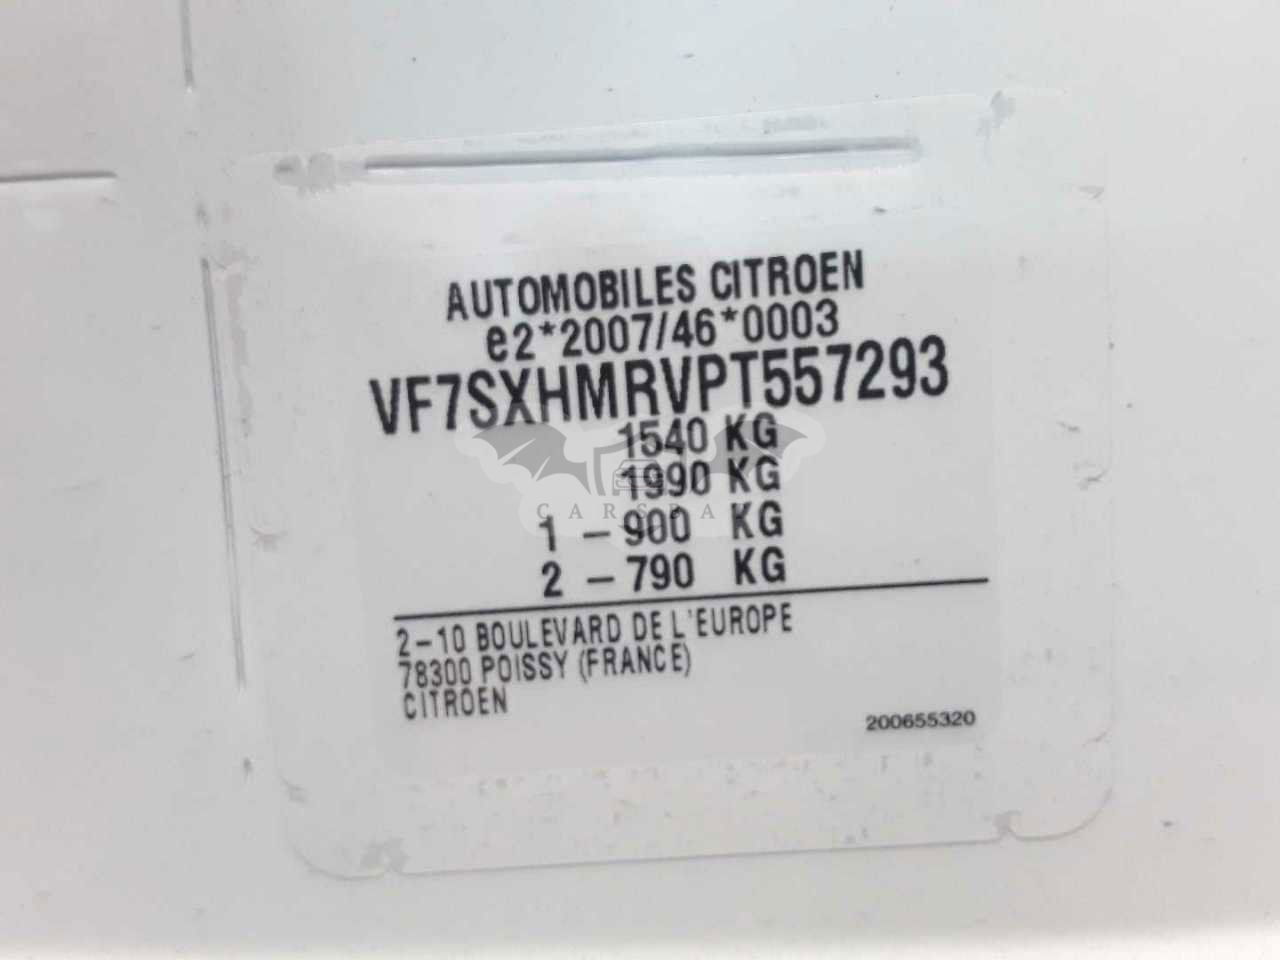 AUTOMOBILES CITROEN
e2*2007/46*0003
VF7SXHMRVPT557293
1540 KG
1990 KG
1 - 900 KG
2 - 790 KG
2-10 BOULEVARD DE L'EUROPE
78300 POISSY (FRANCE)
CITROEN
200655320